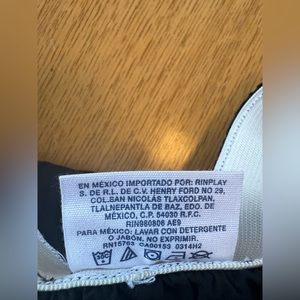 EN MÉXICO IMPORTADO POR: RINPLAY
S. DE R.L. DE C.V. HENRY FORD NO 29,
COL.SAN NICOLÁS TLAXCOLPAN,
TLALNEPANTLA DE BAZ, EDO. DE
MÉXICO, C.P. 54030 R.F.C.
RIN980806 AE9
PARA MÉXICO: LAVAR CON DETERGENTE
O JABÓN. NO EXPRIMIR.
RN15763 CA00153 0314H2